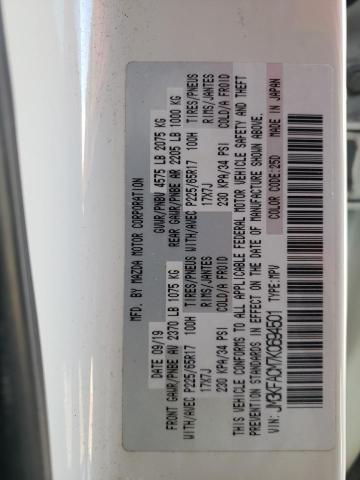 MFD. BY MAZDA MOTOR CORPORATION
DATE 09/19 GVWR/PNBV 4575 LB 2075 KG
FRONT GAWR/PNBE AV 2370 LB 1075 KG REAR GAWR/PNBE AR 2205 LB 1000 KG
WITH/AVEC P225/65R17 100H TIRES/PNEUS WITH/AVEC P225/65R17 100H TIRES/PNEUS
17X7J RIMS/JANTES 17X7J RIMS/JANTES
230 KPA/34 PSI COLD/A FROID 230 KPA/34 PSI COLD/A FROID
THIS VEHICLE CONFORMS TO ALL APPLICABLE FEDERAL MOTOR VEHICLE SAFETY AND THEFT
PREVENTION STANDARDS IN EFFECT ON THE DATE OF MANUFACTURE SHOWN ABOVE.
VIN: JM3KFACM7K0694501 TYPE: MPV COLOR CODE: 25D MADE IN JAPAN